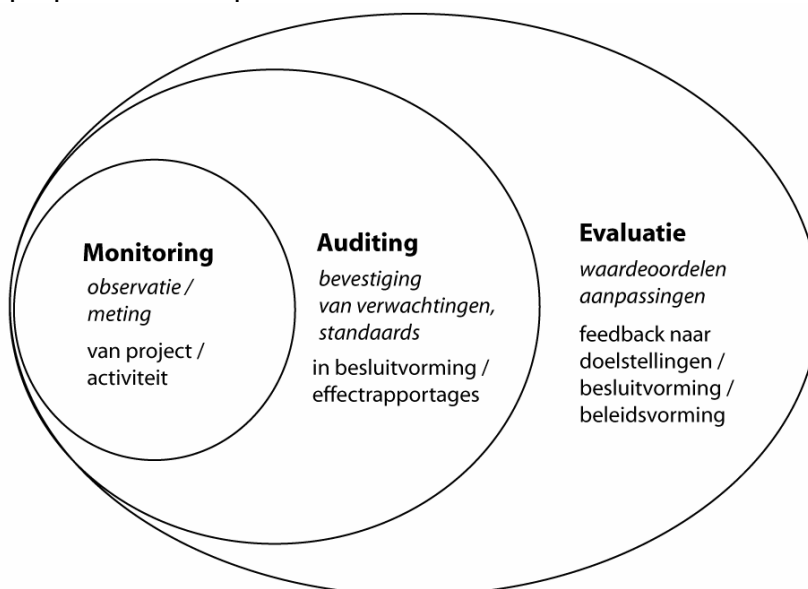 Monitoring
observatie /
meting
van project /
activiteit
Auditing
bevestiging
van verwachtingen,
standaards
in besluitvorming /
effectrapportages
Evaluatie
waardeoordelen
aanpassingen
feedback naar
doelstellingen /
besluitvorming /
beleidsvorming